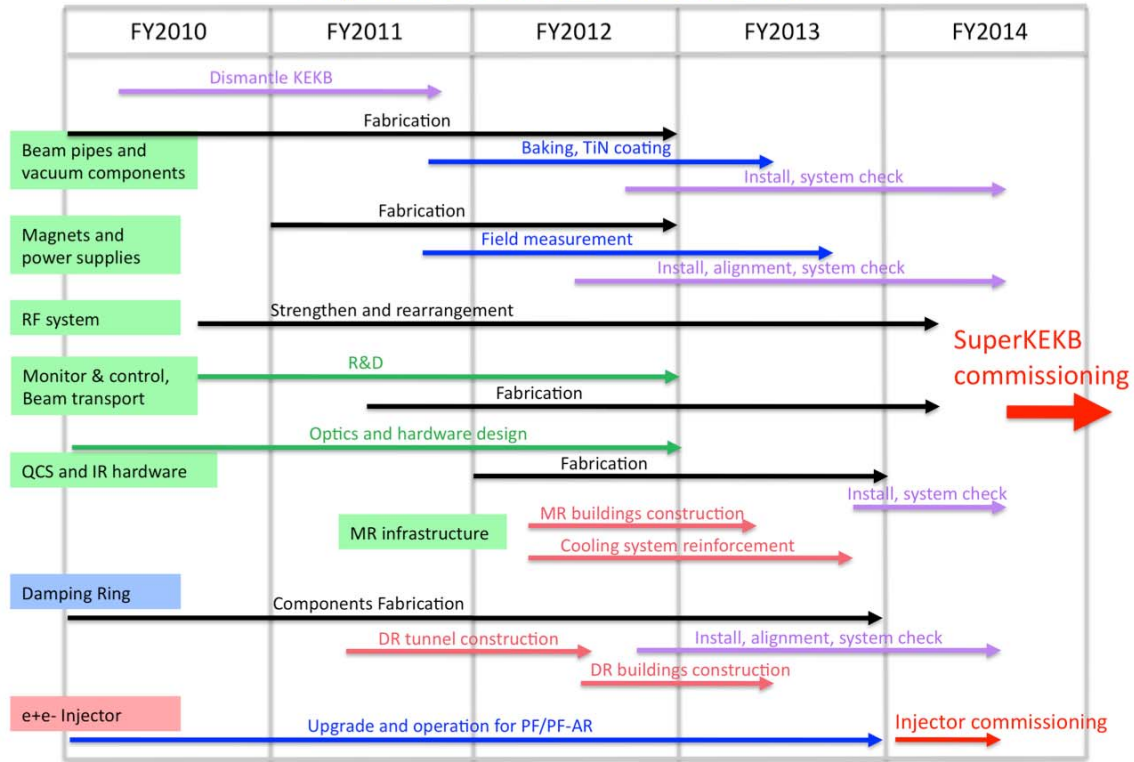 FY2010 FY2011 FY2012 FY2013 FY2014
Dismantle KEKB
Fabrication
Beam pipes and
vacuum components
Baking, TiN coating
Install, system check
Fabrication
Magnets and
power supplies
Field measurement
Install, alignment, system check
RF system
Strengthen and rearrangement
SuperKEKB
commissioning
Monitor & control,
Beam transport
R&D
Fabrication
Optics and hardware design
QCS and IR hardware
Fabrication
Install, system check
MR infrastructure
MR buildings construction
Cooling system reinforcement
Damping Ring
Components Fabrication
DR tunnel construction
Install, alignment, system check
DR buildings construction
e+e- Injector
Upgrade and operation for PF/PF-AR
Injector commissioning